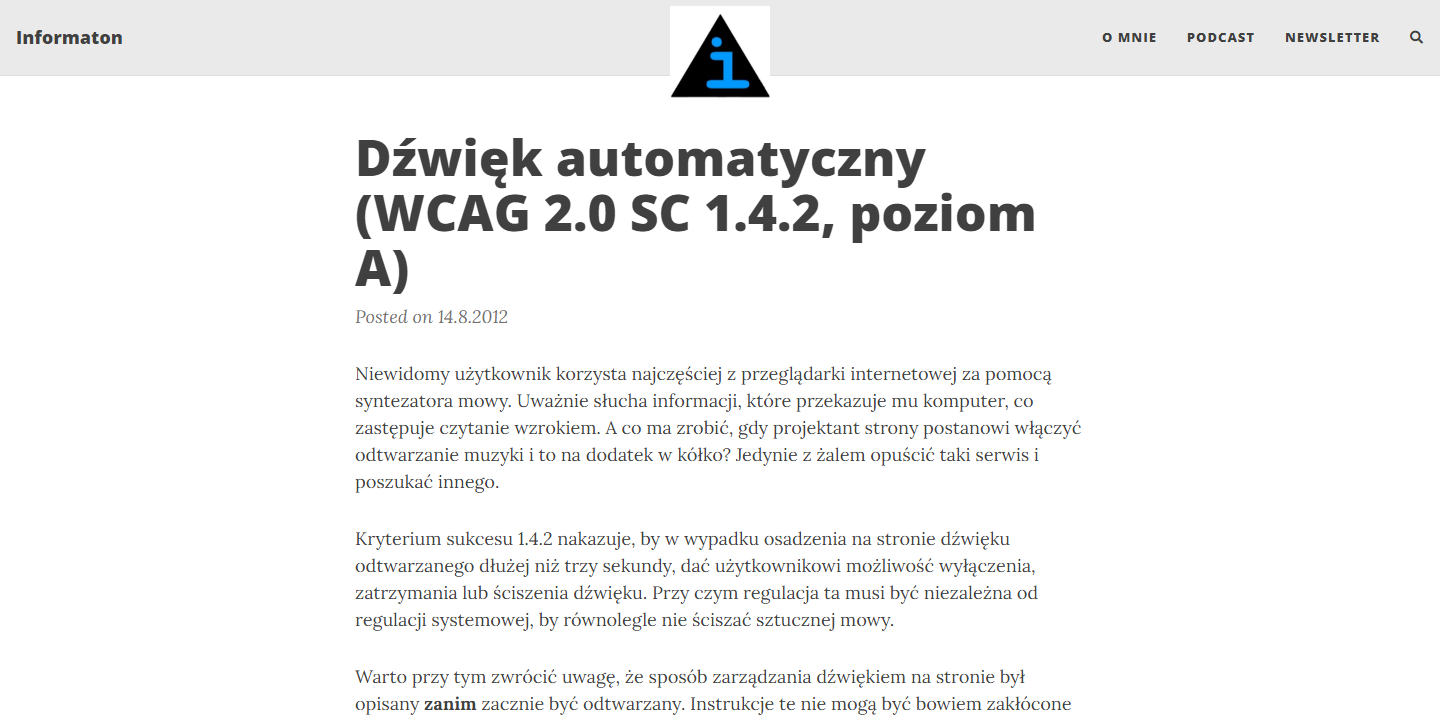 Informaton
i
O MNIE
PODCAST
NEWSLETTER
Dźwięk automatyczny
(WCAG 2.0 SC 1.4.2, poziom
A)
Posted on 14.8.2012
Niewidomy użytkownik korzysta najczęściej z przeglądarki internetowej za pomocą
syntezatora mowy. Uważnie słucha informacji, które przekazuje mu komputer, co
zastępuje czytanie wzrokiem. A co ma zrobić, gdy projektant strony postanowi włączyć
odtwarzanie muzyki i to na dodatek w kółko? Jedynie z żalem opuścić taki serwis i
poszukać innego.
Kryterium sukcesu 1.4.2 nakazuje, by w wypadku osadzenia na stronie dźwięku
odtwarzanego dłużej niż trzy sekundy, dać użytkownikowi możliwość wyłączenia,
zatrzymania lub ściszenia dźwięku. Przy czym regulacja ta musi być niezależna od
regulacji systemowej, by równolegle nie ściszać sztucznej mowy.
Warto przy tym zwrócić uwagę, że sposób zarządzania dźwiękiem na stronie był
opisany zanim zacznie być odtwarzany. Instrukcje te nie mogą być bowiem zakłócone